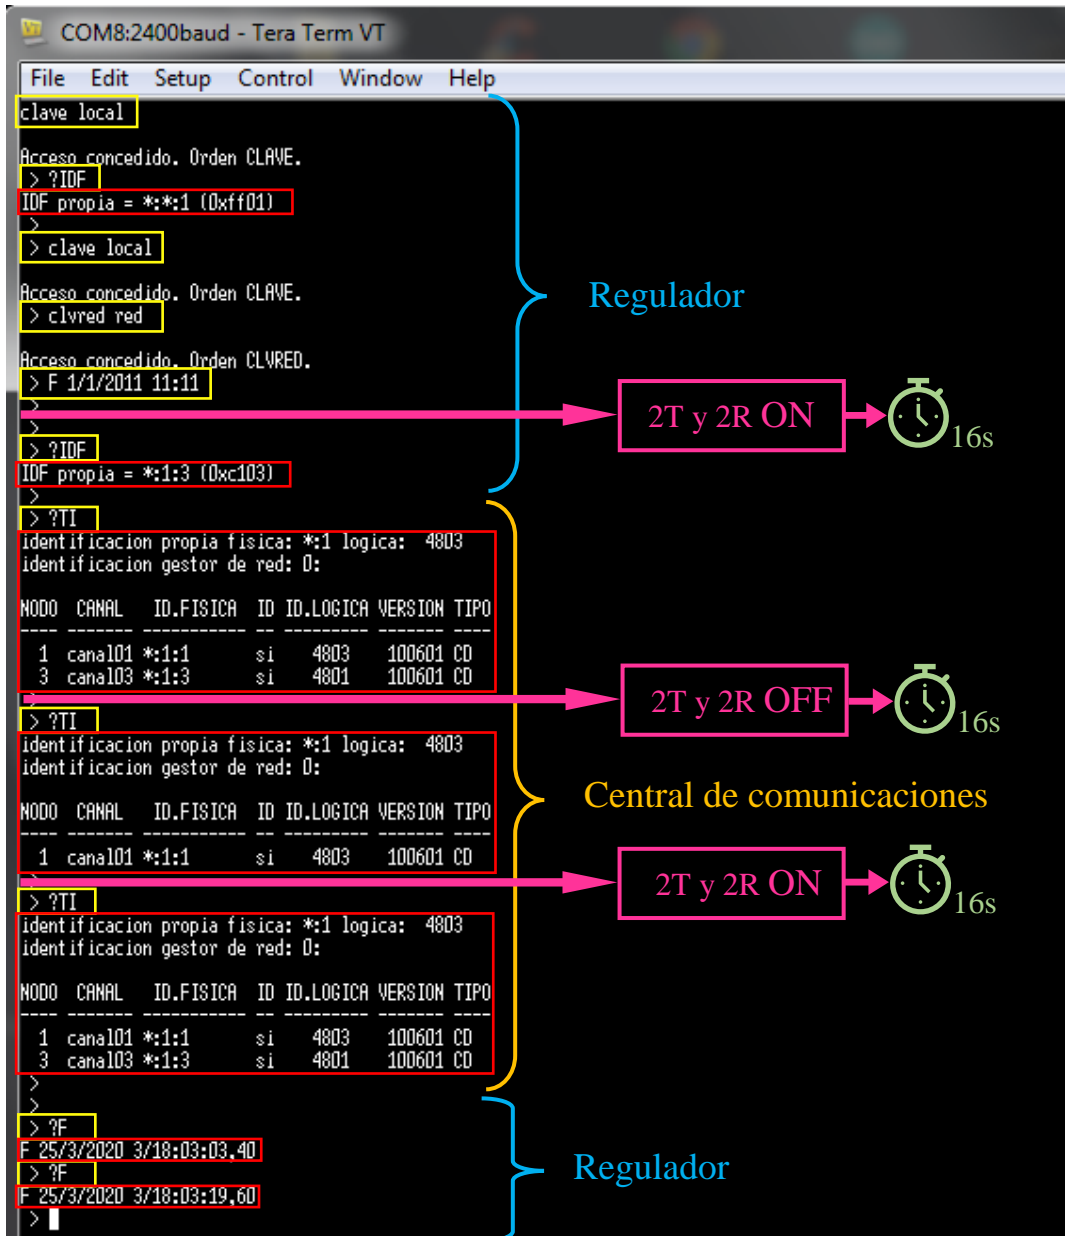 COM8:2400baud - Tera Term VT
File Edit Setup Control Window Help
clave local
Acceso concedido. Orden CLAVE.
> ?IDF
IDF propia = *:*:1 (0xff01)
>
> clave local
Acceso concedido. Orden CLAVE.
> clvred red
Acceso concedido. Orden CLVRED.
> F 1/1/2011 11:11
>
>
> ?IDF
IDF propia = *:1:3 (0xc103)
>
> ?TI
identificacion propia fisica: *:1 logica: 4803
identificacion gestor de red: 0:
NODO CANAL ID.FISICA ID ID.LOGICA VERSION TIPO
---- ------- ----------- -- --------- ------- ----
1 canal01 *:1:1 si 4803 100601 CD
3 canal03 *:1:3 si 4801 100601 CD
>
> ?TI
identificacion propia fisica: *:1 logica: 4803
identificacion gestor de red: 0:
NODO CANAL ID.FISICA ID ID.LOGICA VERSION TIPO
---- ------- ----------- -- --------- ------- ----
1 canal01 *:1:1 si 4803 100601 CD
>
> ?TI
identificacion propia fisica: *:1 logica: 4803
identificacion gestor de red: 0:
NODO CANAL ID.FISICA ID ID.LOGICA VERSION TIPO
---- ------- ----------- -- --------- ------- ----
1 canal01 *:1:1 si 4803 100601 CD
3 canal03 *:1:3 si 4801 100601 CD
>
>
> ?F
F 25/3/2020 3/18:03:03,40
> ?F
F 25/3/2020 3/18:03:19,60
>
Regulador
2T y 2R ON
16s
2T y 2R OFF
16s
Central de comunicaciones
2T y 2R ON
16s
Regulador